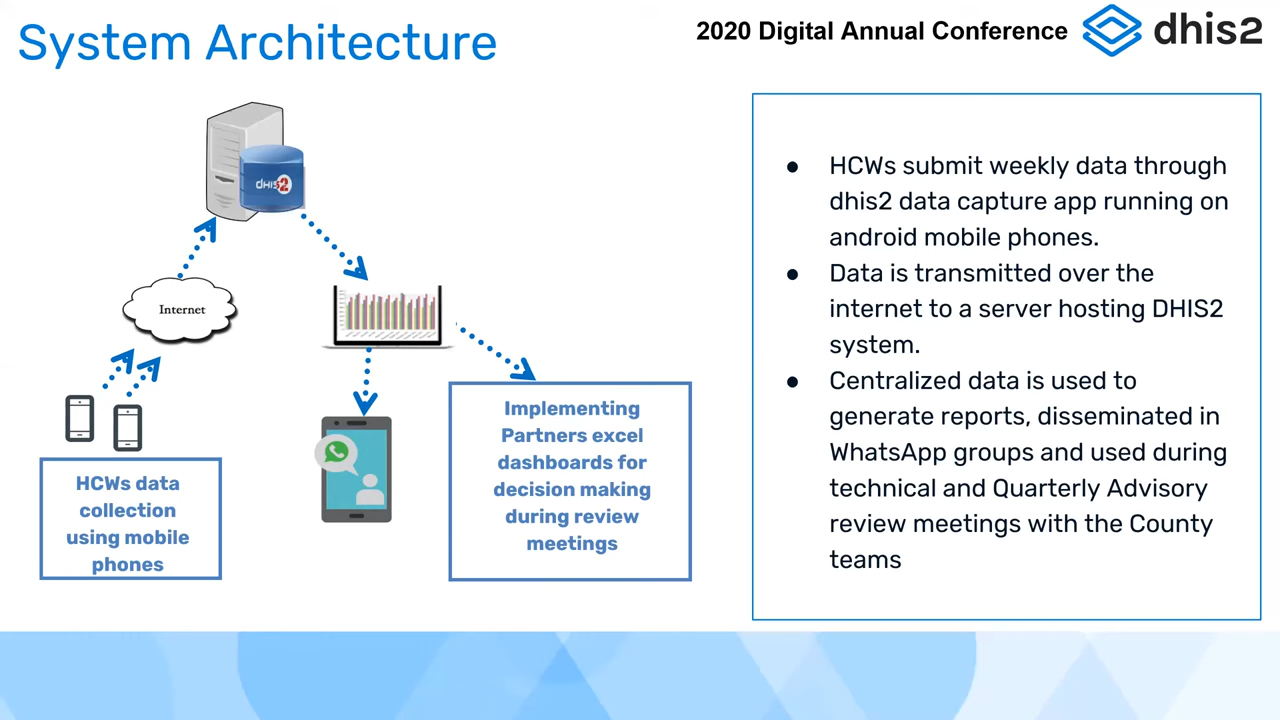 System Architecture
2020 Digital Annual Conference
dhis2
dhis2
Internet
HCWs data
collection
using mobile
phones
Implementing
Partners excel
dashboards for
decision making
during review
meetings
● HCWs submit weekly data through
dhis2 data capture app running on
android mobile phones.
● Data is transmitted over the
internet to a server hosting DHIS2
system.
● Centralized data is used to
generate reports, disseminated in
WhatsApp groups and used during
technical and Quarterly Advisory
review meetings with the County
teams